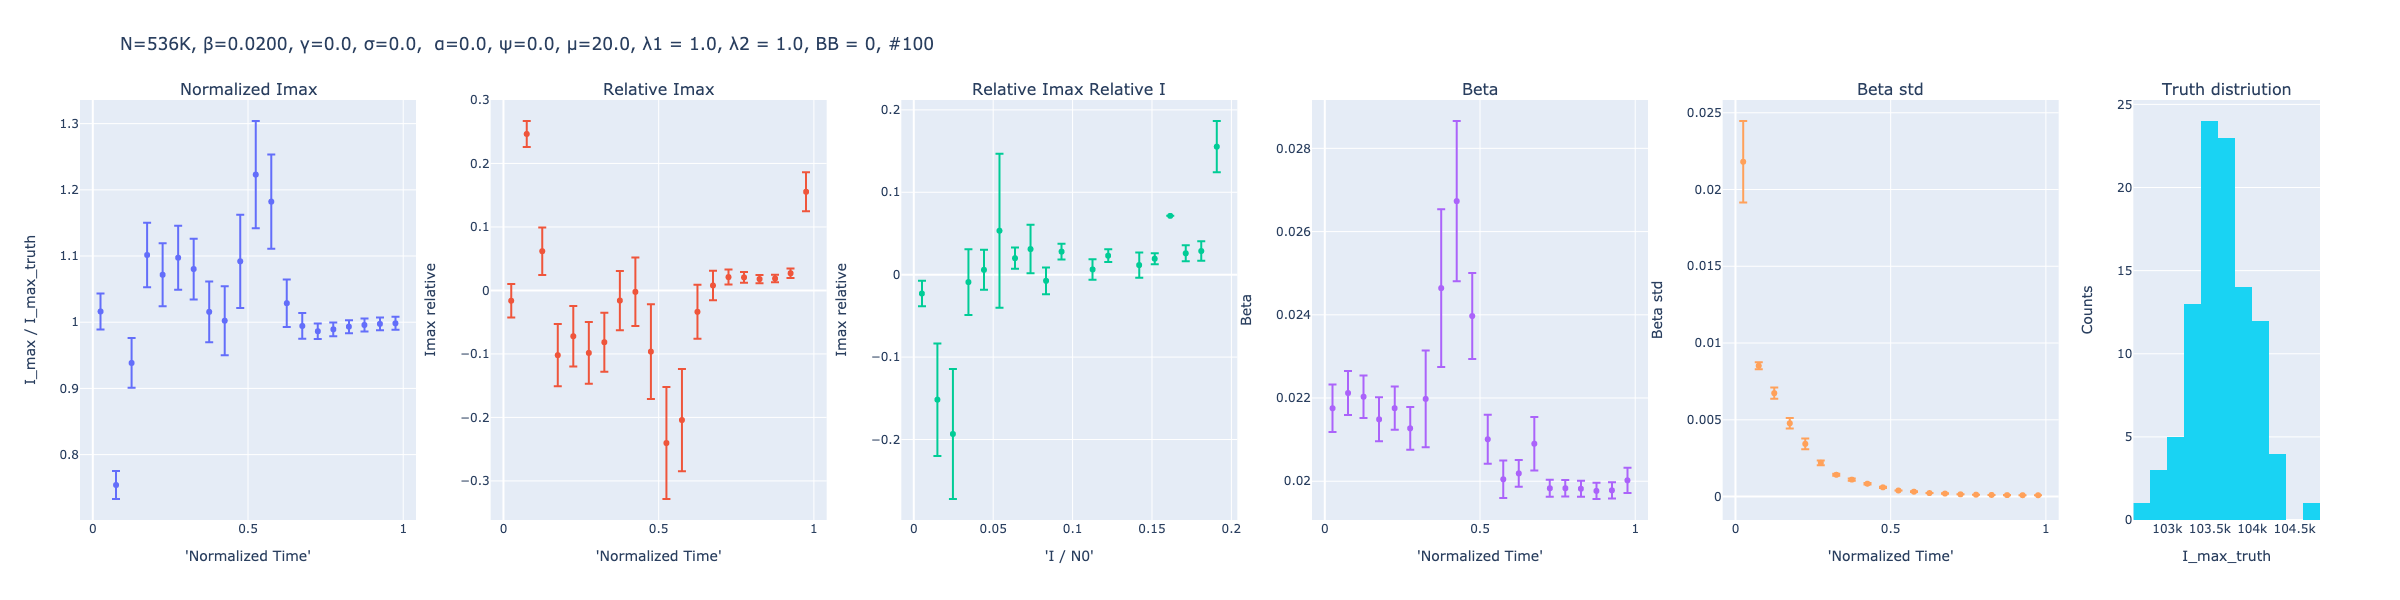 N=536K, β=0.0200, γ=0.0, σ=0.0, α=0.0, ψ=0.0, μ=20.0, λ1 = 1.0, λ2 = 1.0, BB = 0, #100
Normalized Imax
I_max / I_max_truth
1.3
1.2
1.1
1
0.9
0.8
0 0.5 1
'Normalized Time'
Relative Imax
Imax relative
0.3
0.2
0.1
0
−0.1
−0.2
−0.3
0 0.5 1
'Normalized Time'
Relative Imax Relative I
Imax relative
0.2
0.1
0
−0.1
−0.2
0 0.05 0.1 0.15 0.2
'I / N0'
Beta
Beta
0.028
0.026
0.024
0.022
0.02
0 0.5 1
'Normalized Time'
Beta std
Beta std
0.025
0.02
0.015
0.01
0.005
0
0 0.5 1
'Normalized Time'
Truth distriution
Counts
25
20
15
10
5
0
103k 103.5k 104k 104.5k
I_max_truth